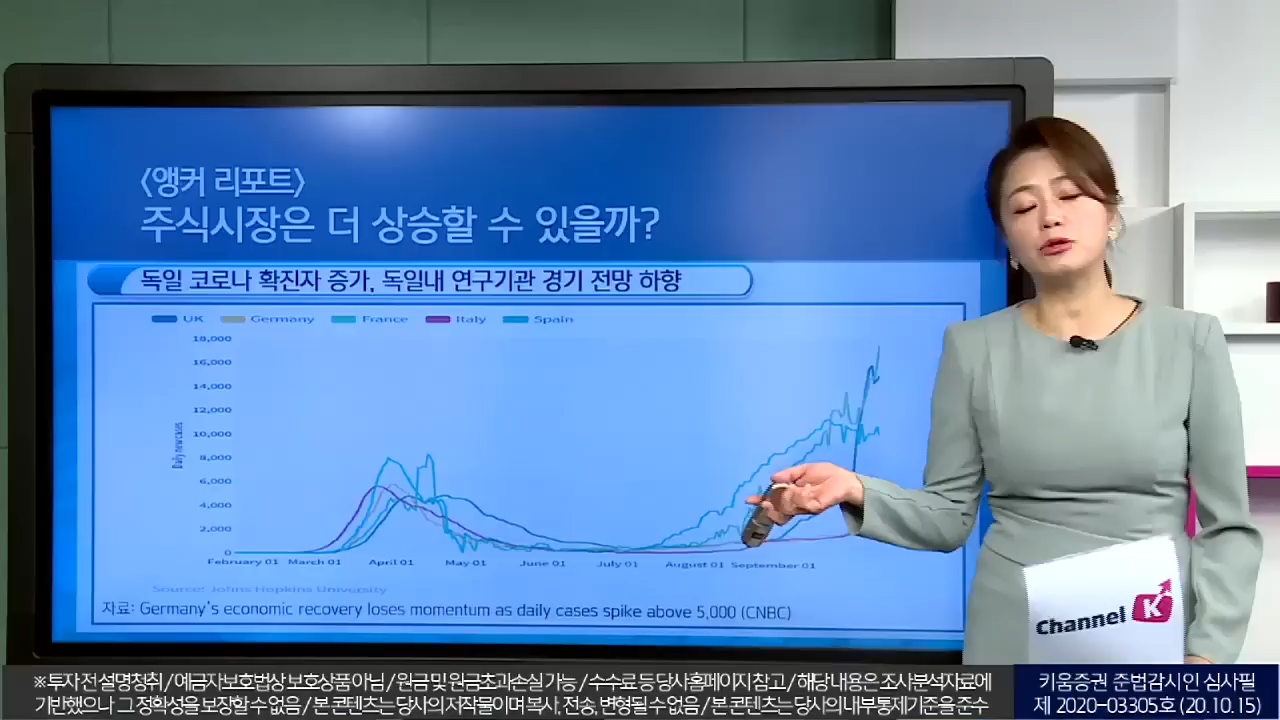 <앵커 리포트>
주식시장은 더 상승할 수 있을까?
독일 코로나 확진자 증가, 독일내 연구기관 경기 전망 하향
UK Germany France Italy Spain
18,000
16,000
14,000
12,000
10,000
8,000
6,000
4,000
2,000
0
Daily new cases
February 01 March 01 April 01 May 01 June 01 July 01 August 01 September 01
Source: Johns Hopkins University
자료: Germany's economic recovery loses momentum as daily cases spike above 5,000 (CNBC)
Channel K
※ 투자 전 설명청취 / 예금자보호법상 보호상품 아님 / 원금 및 원금초과손실 가능 / 수수료 등 당사홈페이지 참고 / 해당 내용은 조사분석자료에
기반했으나 그 정확성을 보장할 수 없음 / 본 콘텐츠는 당사의 저작물이며 복사, 전송, 변형될 수 없음 / 본 콘텐츠는 당사의 내부통제기준을 준수
키움증권 준법감시인 심사필
제 2020-03305호 (20.10.15)